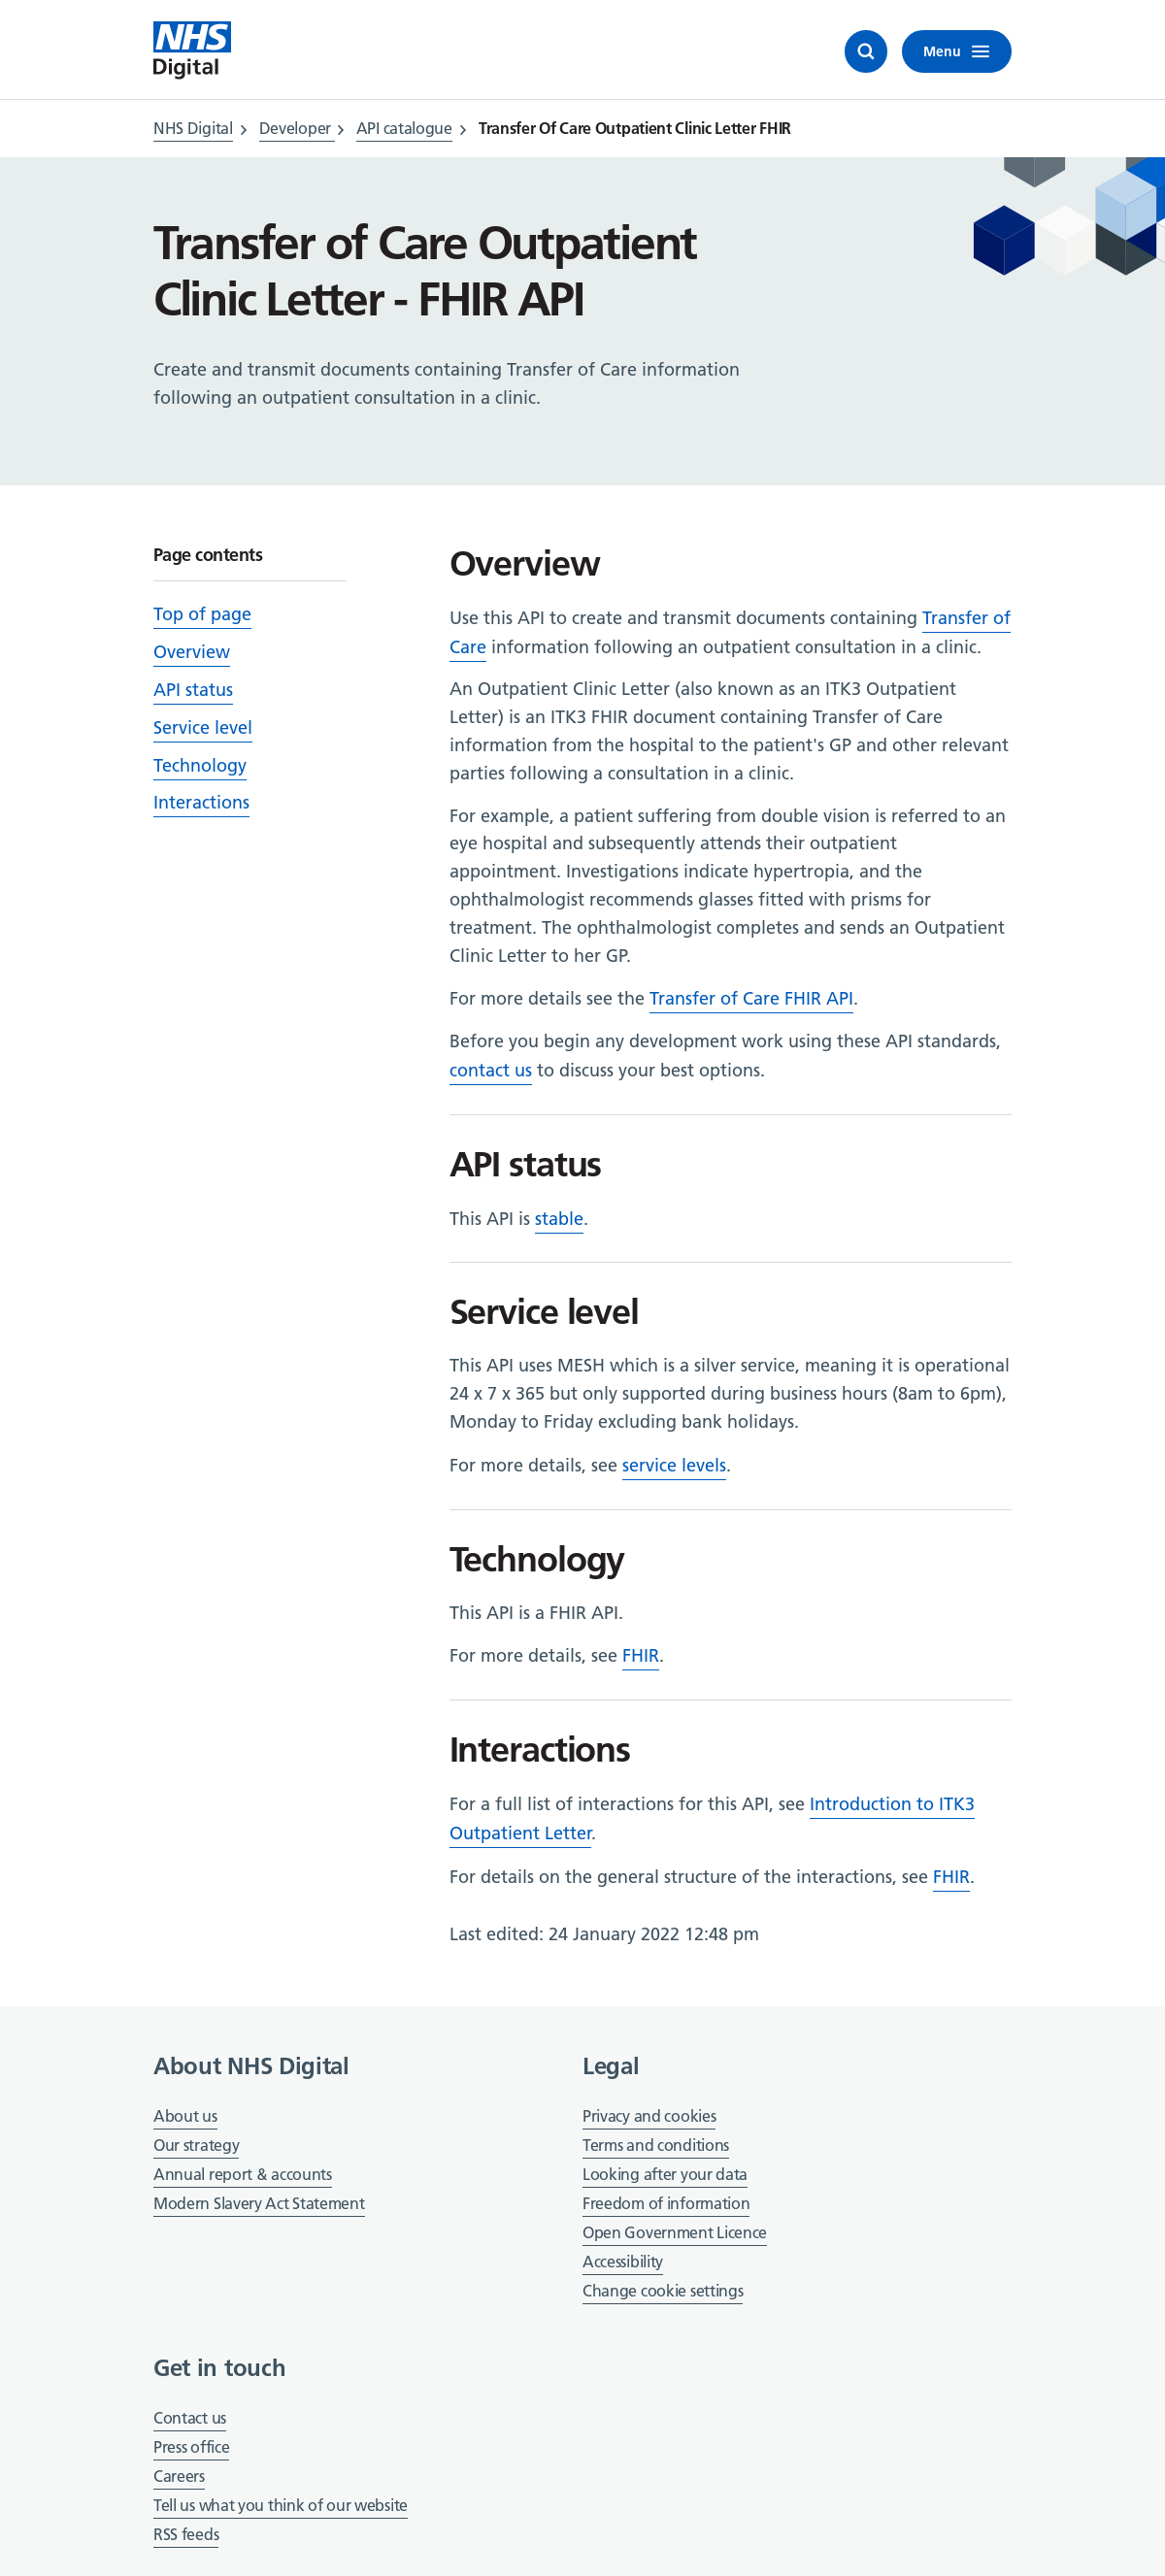 NHS
Digital
Menu
NHS Digital > Developer > API catalogue > Transfer Of Care Outpatient Clinic Letter FHIR
Transfer of Care Outpatient
Clinic Letter - FHIR API
Create and transmit documents containing Transfer of Care information
following an outpatient consultation in a clinic.
Page contents
Top of page
Overview
API status
Service level
Technology
Interactions
Overview
Use this API to create and transmit documents containing Transfer of
Care information following an outpatient consultation in a clinic.
An Outpatient Clinic Letter (also known as an ITK3 Outpatient
Letter) is an ITK3 FHIR document containing Transfer of Care
information from the hospital to the patient's GP and other relevant
parties following a consultation in a clinic.
For example, a patient suffering from double vision is referred to an
eye hospital and subsequently attends their outpatient
appointment. Investigations indicate hypertropia, and the
ophthalmologist recommends glasses fitted with prisms for
treatment. The ophthalmologist completes and sends an Outpatient
Clinic Letter to her GP.
For more details see the Transfer of Care FHIR API.
Before you begin any development work using these API standards,
contact us to discuss your best options.
API status
This API is stable.
Service level
This API uses MESH which is a silver service, meaning it is operational
24 x 7 x 365 but only supported during business hours (8am to 6pm),
Monday to Friday excluding bank holidays.
For more details, see service levels.
Technology
This API is a FHIR API.
For more details, see FHIR.
Interactions
For a full list of interactions for this API, see Introduction to ITK3
Outpatient Letter.
For details on the general structure of the interactions, see FHIR.
Last edited: 24 January 2022 12:48 pm
About NHS Digital
About us
Our strategy
Annual report & accounts
Modern Slavery Act Statement
Legal
Privacy and cookies
Terms and conditions
Looking after your data
Freedom of information
Open Government Licence
Accessibility
Change cookie settings
Get in touch
Contact us
Press office
Careers
Tell us what you think of our website
RSS feeds